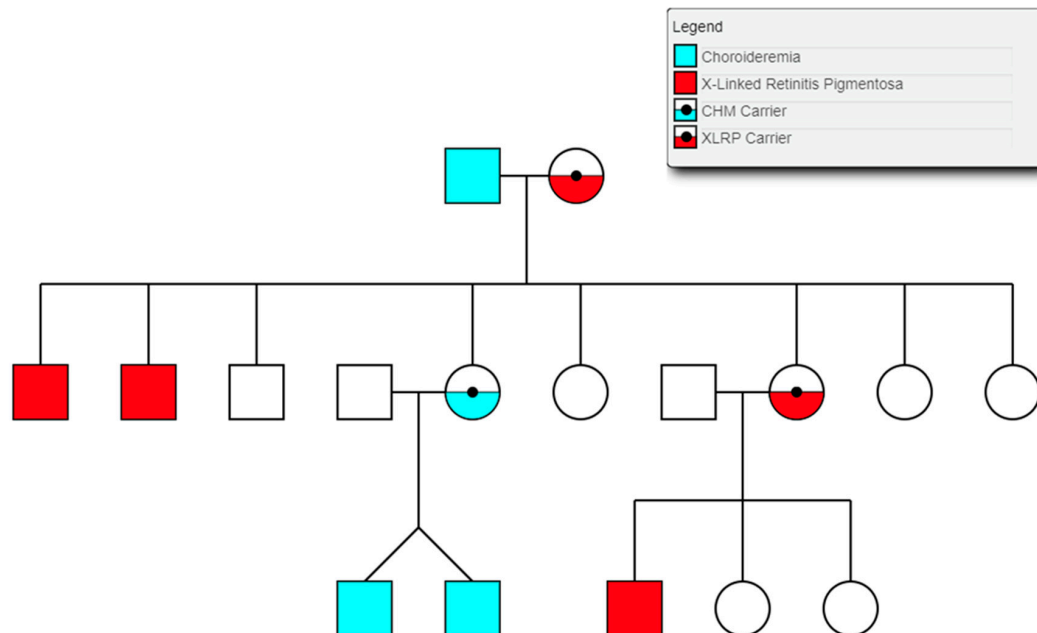 Legend
Choroideremia
X-Linked Retinitis Pigmentosa
CHM Carrier
XLRP Carrier